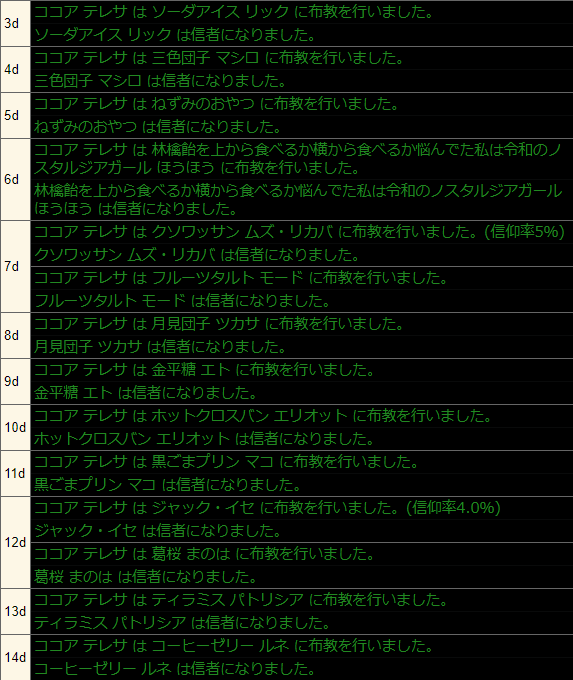 3d
ココア テレサ は ソーダアイス リック に布教を行いました。
ソーダアイス リック は信者になりました。
4d
ココア テレサ は 三色団子 マシロ に布教を行いました。
三色団子 マシロ は信者になりました。
5d
ココア テレサ は ねずみのおやつ に布教を行いました。
ねずみのおやつ は信者になりました。
6d
ココア テレサ は 林檎飴を上から食べるか横から食べるか悩んでた私は令和のノ
スタルジアガール ほうほう に布教を行いました。
林檎飴を上から食べるか横から食べるか悩んでた私は令和のノスタルジアガール
ほうほう は信者になりました。
7d
ココア テレサ は クソワッサン ムズ・リカバ に布教を行いました。(信仰率5%)
クソワッサン ムズ・リカバ は信者になりました。
ココア テレサ は フルーツタルト モード に布教を行いました。
フルーツタルト モード は信者になりました。
8d
ココア テレサ は 月見団子 ツカサ に布教を行いました。
月見団子 ツカサ は信者になりました。
9d
ココア テレサ は 金平糖 エト に布教を行いました。
金平糖 エト は信者になりました。
10d
ココア テレサ は ホットクロスバン エリオット に布教を行いました。
ホットクロスバン エリオット は信者になりました。
11d
ココア テレサ は 黒ごまプリン マコ に布教を行いました。
黒ごまプリン マコ は信者になりました。
12d
ココア テレサ は ジャック・イセ に布教を行いました。(信仰率4.0%)
ジャック・イセ は信者になりました。
ココア テレサ は 葛桜 まのは に布教を行いました。
葛桜 まのは は信者になりました。
13d
ココア テレサ は ティラミス パトリシア に布教を行いました。
ティラミス パトリシア は信者になりました。
14d
ココア テレサ は コーヒーゼリー ルネ に布教を行いました。
コーヒーゼリー ルネ は信者になりました。